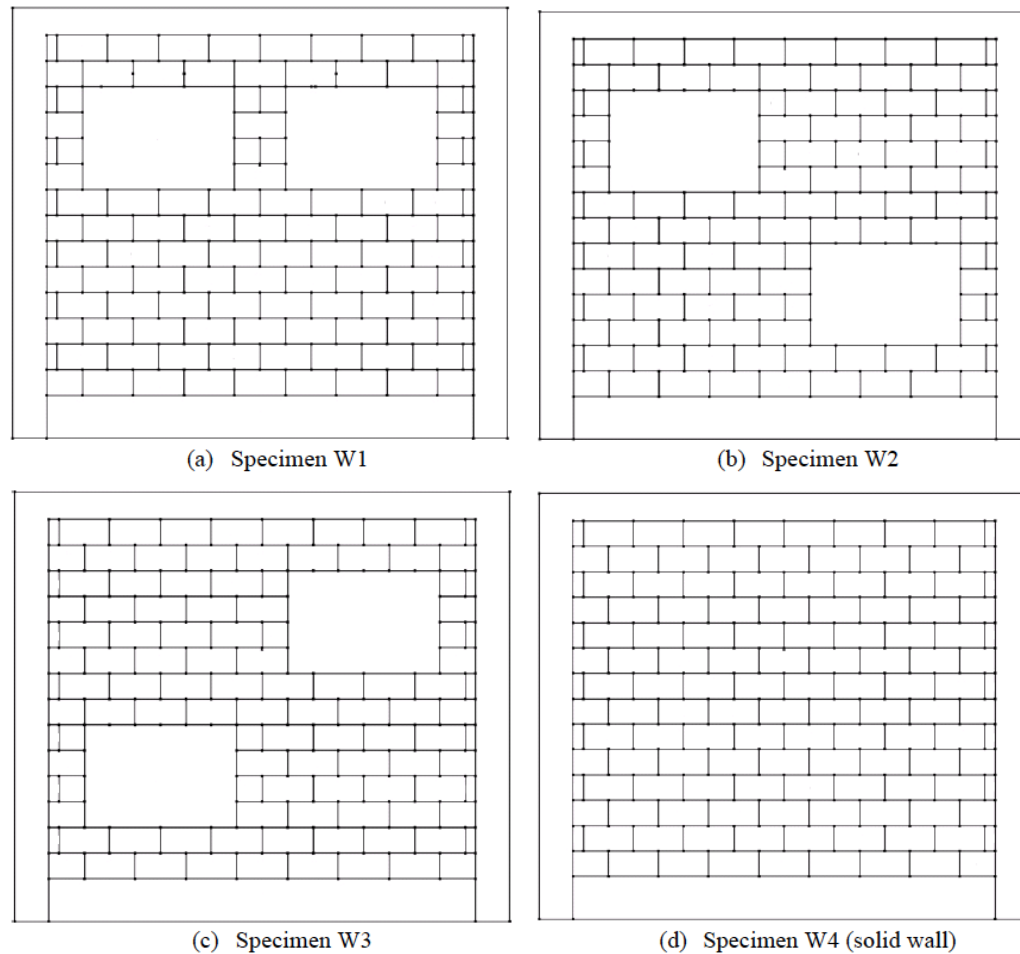 (a) Specimen W1
(b) Specimen W2
(c) Specimen W3
(d) Specimen W4 (solid wall)